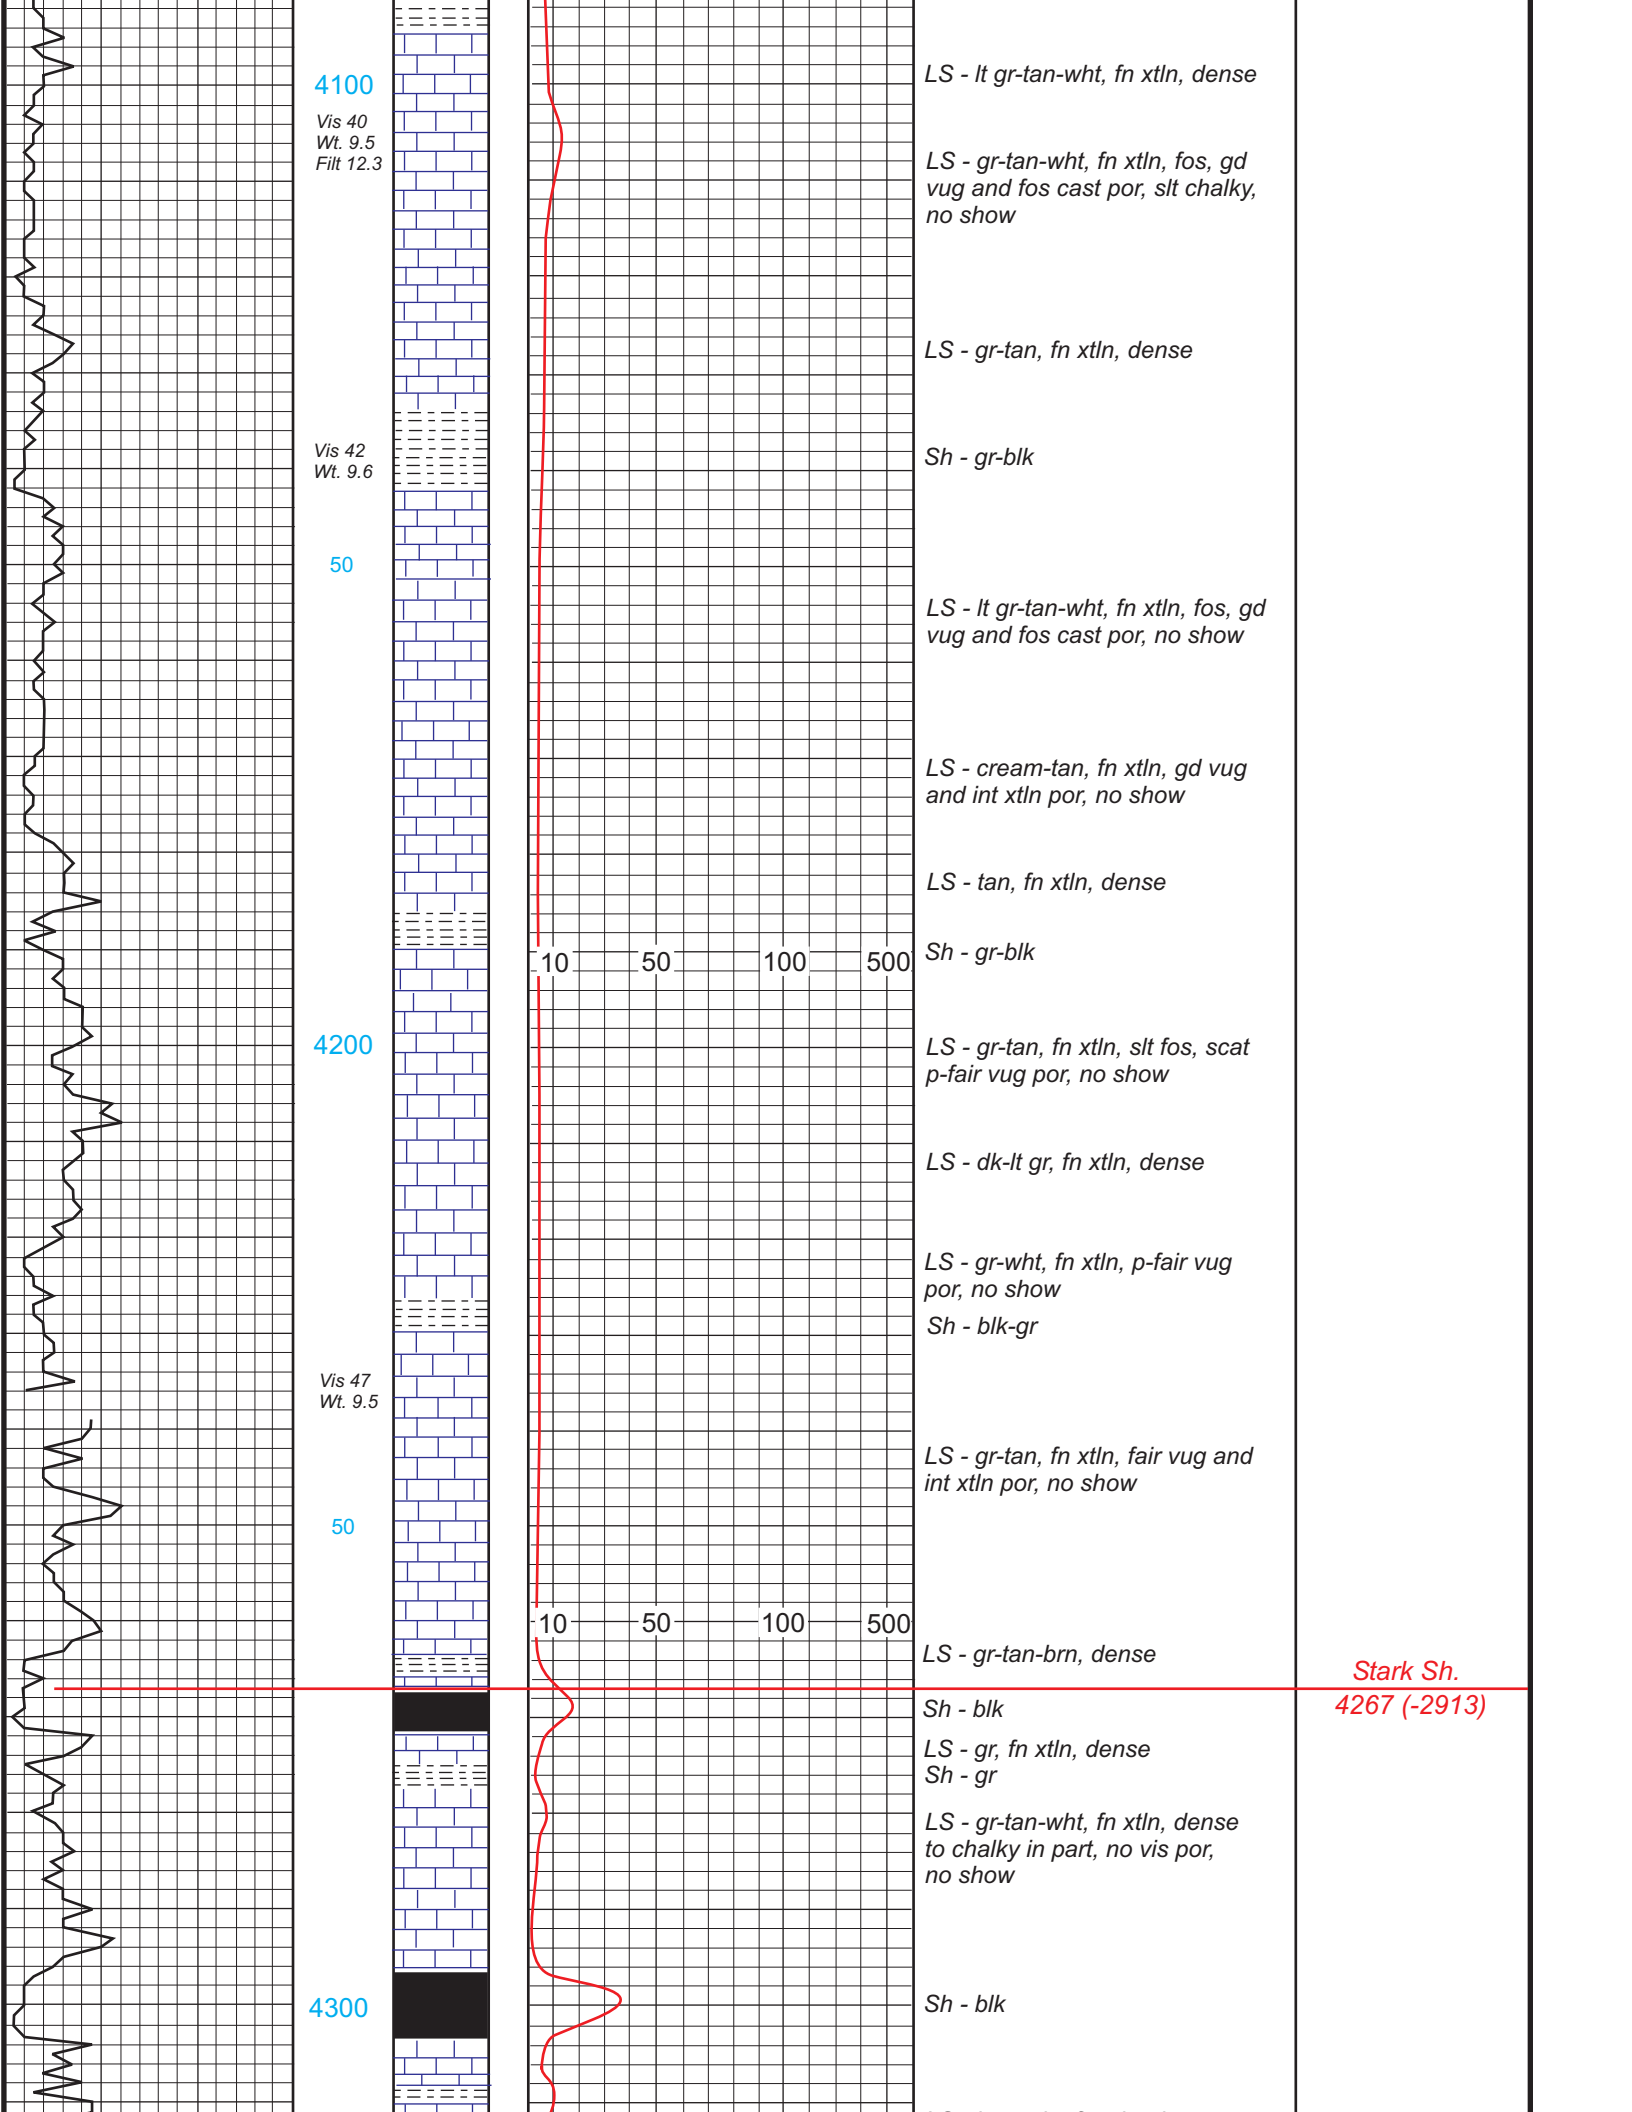 LS - lt gr-tan-wht, fn xtln, dense
4100
Vis 40
Wt. 9.5
Filt 12.3
LS - gr-tan-wht, fn xtln, fos, gd
vug and fos cast por, slt chalky,
no show
LS - gr-tan, fn xtln, dense
Vis 42
Wt. 9.6
Sh - gr-blk
50
LS - lt gr-tan-wht, fn xtln, fos, gd
vug and fos cast por, no show
LS - cream-tan, fn xtln, gd vug
and int xtln por, no show
LS - tan, fn xtln, dense
Sh - gr-blk
10 50 100 500
4200
LS - gr-tan, fn xtln, slt fos, scat
p-fair vug por, no show
LS - dk-lt gr, fn xtln, dense
LS - gr-wht, fn xtln, p-fair vug
por, no show
Sh - blk-gr
Vis 47
Wt. 9.5
LS - gr-tan, fn xtln, fair vug and
int xtln por, no show
50
10 50 100 500
LS - gr-tan-brn, dense
Stark Sh.
4267 (-2913)
Sh - blk
LS - gr, fn xtln, dense
Sh - gr
LS - gr-tan-wht, fn xtln, dense
to chalky in part, no vis por,
no show
4300
Sh - blk